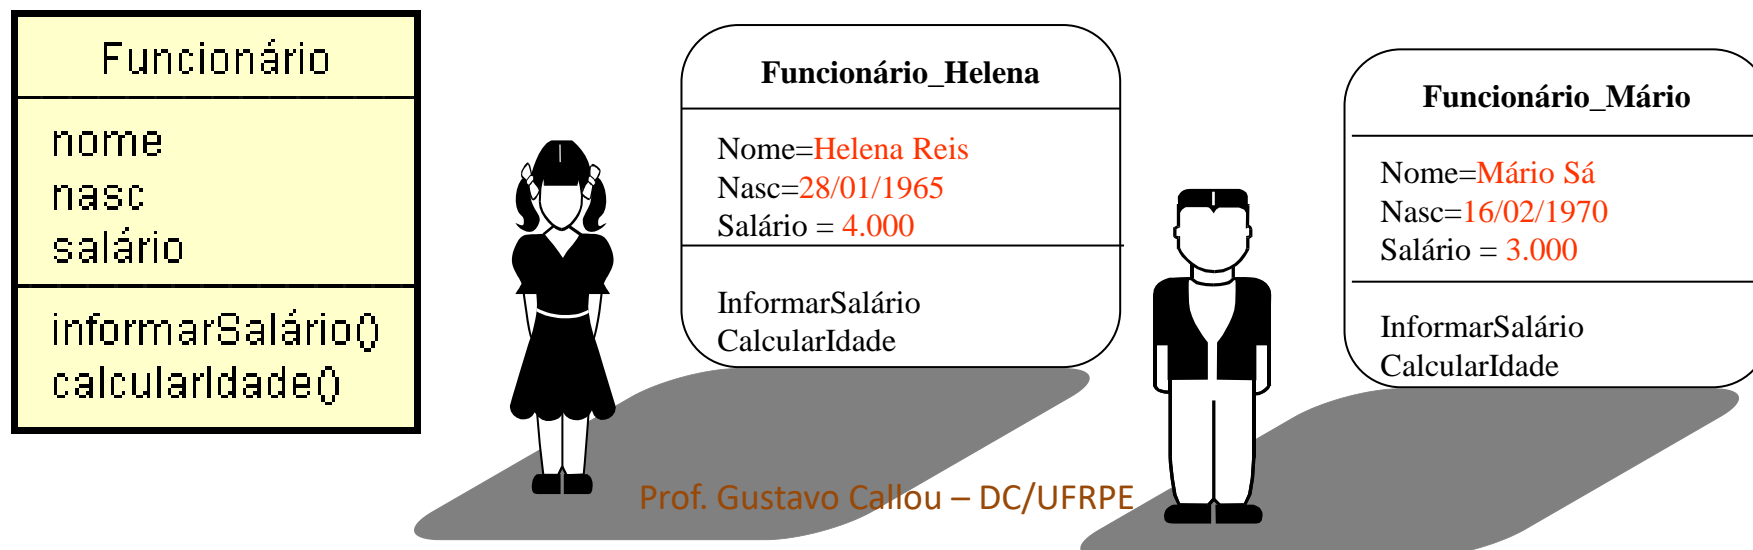 Funcionário
nome
nasc
salário
informarSalário()
calcularIdade()
Funcionário_Helena
Nome=Helena Reis
Nasc=28/01/1965
Salário = 4.000
InformarSalário
CalcularIdade
Funcionário_Mário
Nome=Mário Sá
Nasc=16/02/1970
Salário = 3.000
InformarSalário
CalcularIdade
Prof. Gustavo Callou – DC/UFRPE